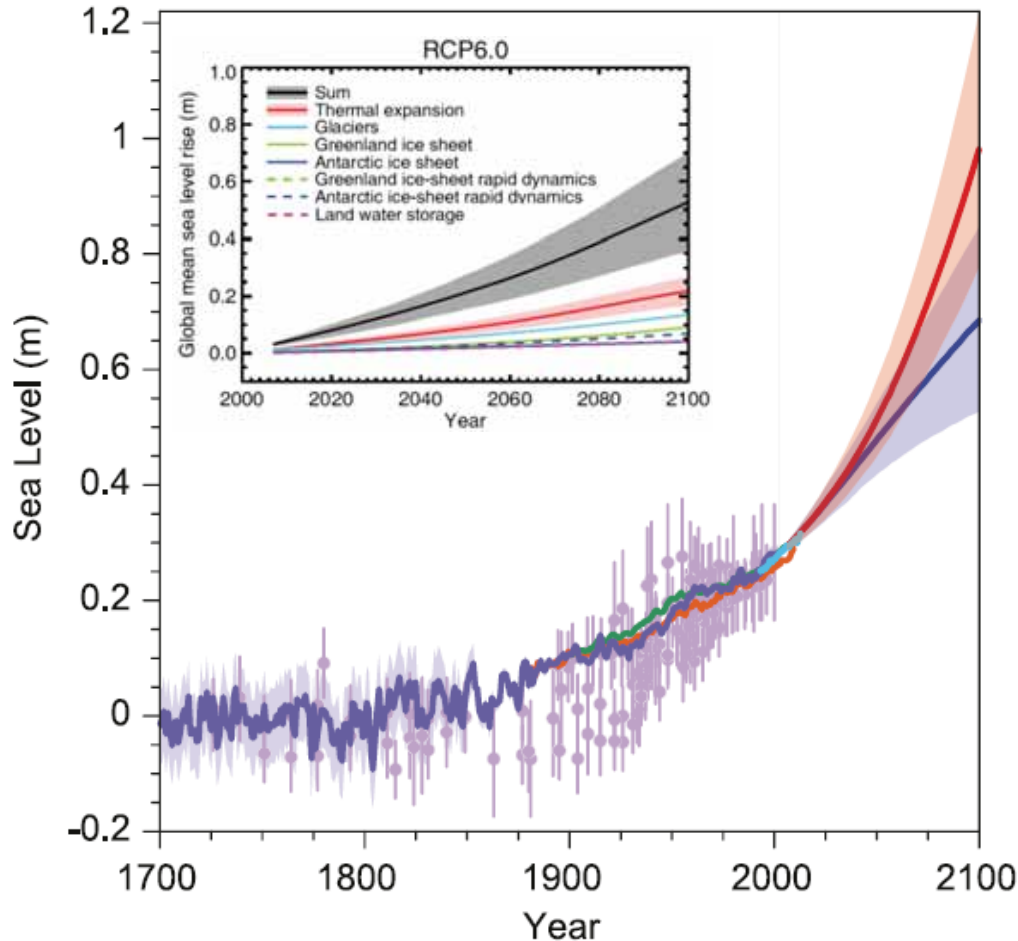 1.2
1
0.8
0.6
0.4
0.2
0
-0.2
Sea Level (m)
1700 1800 1900 2000 2100
Year
RCP6.0
1.0
0.8
0.6
0.4
0.2
0.0
Global mean sea level rise (m)
Sum
Thermal expansion
Glaciers
Greenland ice sheet
Antarctic ice sheet
Greenland ice-sheet rapid dynamics
Antarctic ice-sheet rapid dynamics
Land water storage
2000 2020 2040 2060 2080 2100
Year